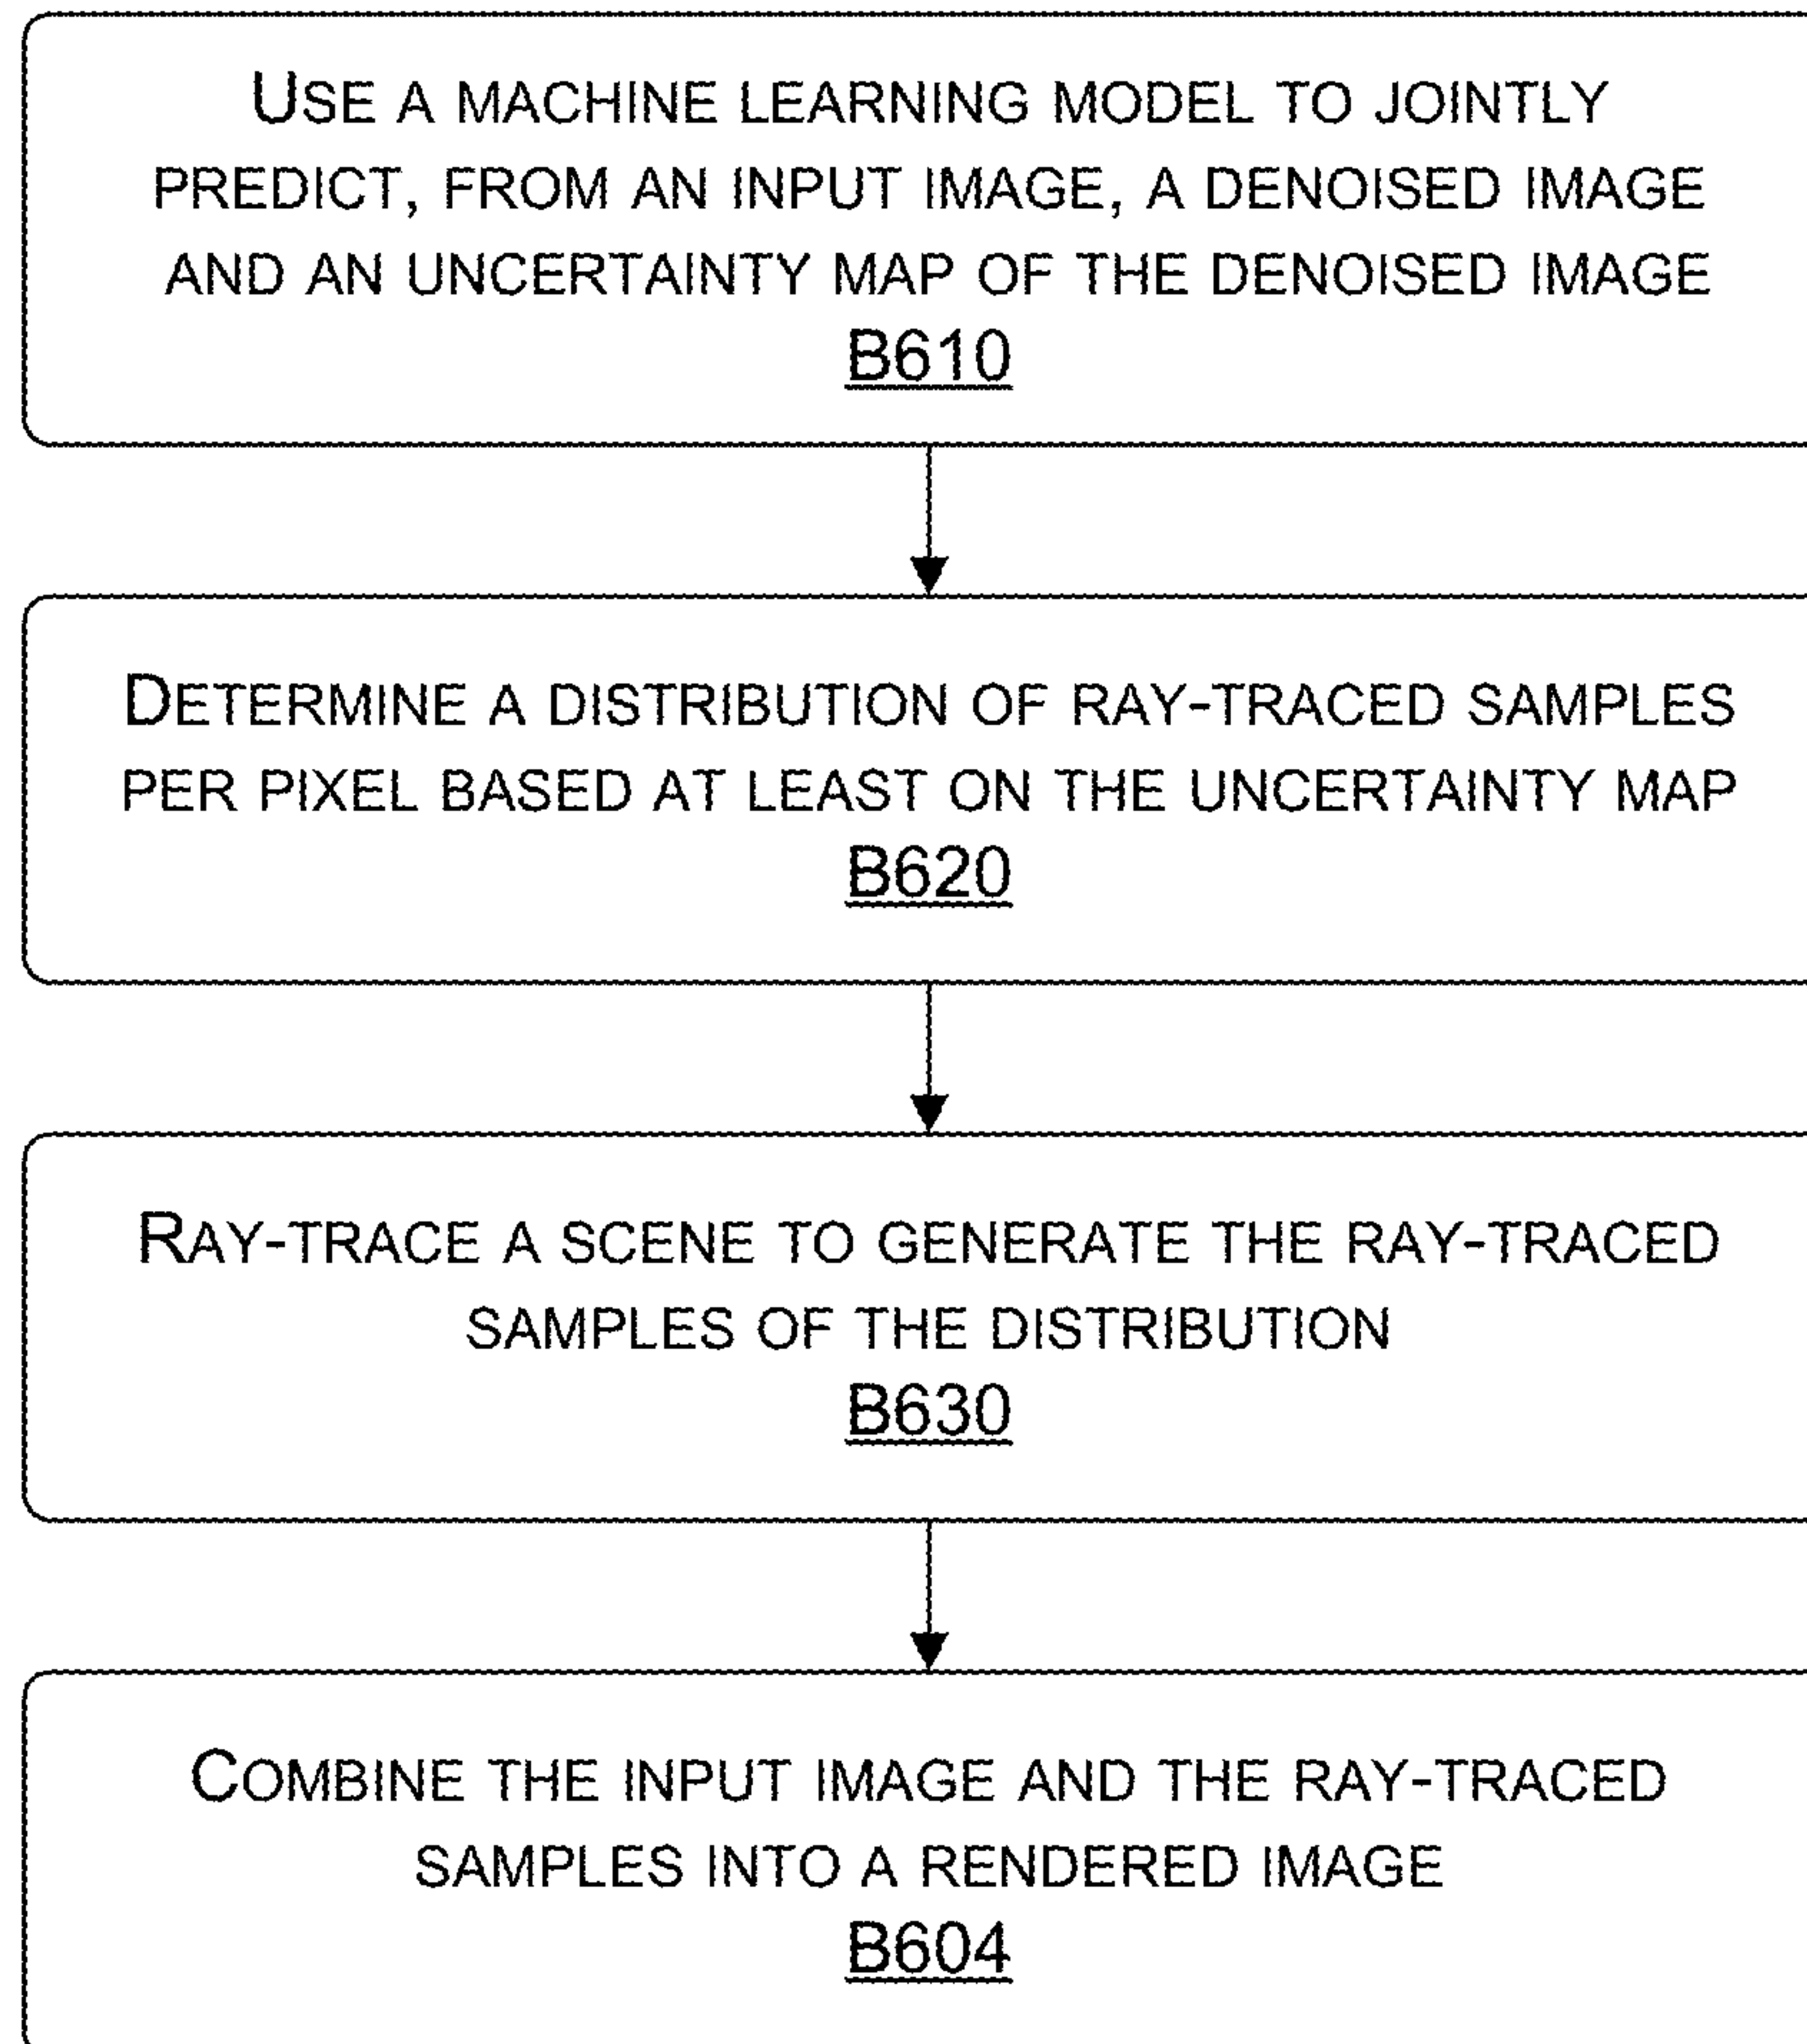 USE A MACHINE LEARNING MODEL TO JOINTLY
PREDICT, FROM AN INPUT IMAGE, A DENOISED IMAGE
AND AN UNCERTAINTY MAP OF THE DENOISED IMAGE
B610
DETERMINE A DISTRIBUTION OF RAY-TRACED SAMPLES
PER PIXEL BASED AT LEAST ON THE UNCERTAINTY MAP
B620
RAY-TRACE A SCENE TO GENERATE THE RAY-TRACED
SAMPLES OF THE DISTRIBUTION
B630
COMBINE THE INPUT IMAGE AND THE RAY-TRACED
SAMPLES INTO A RENDERED IMAGE
B604